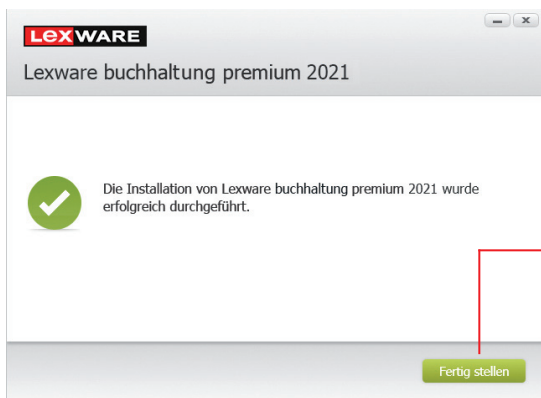 LEXWARE
Lexware buchhaltung premium 2021
Die Installation von Lexware buchhaltung premium 2021 wurde
erfolgreich durchgeführt.
Fertig stellen